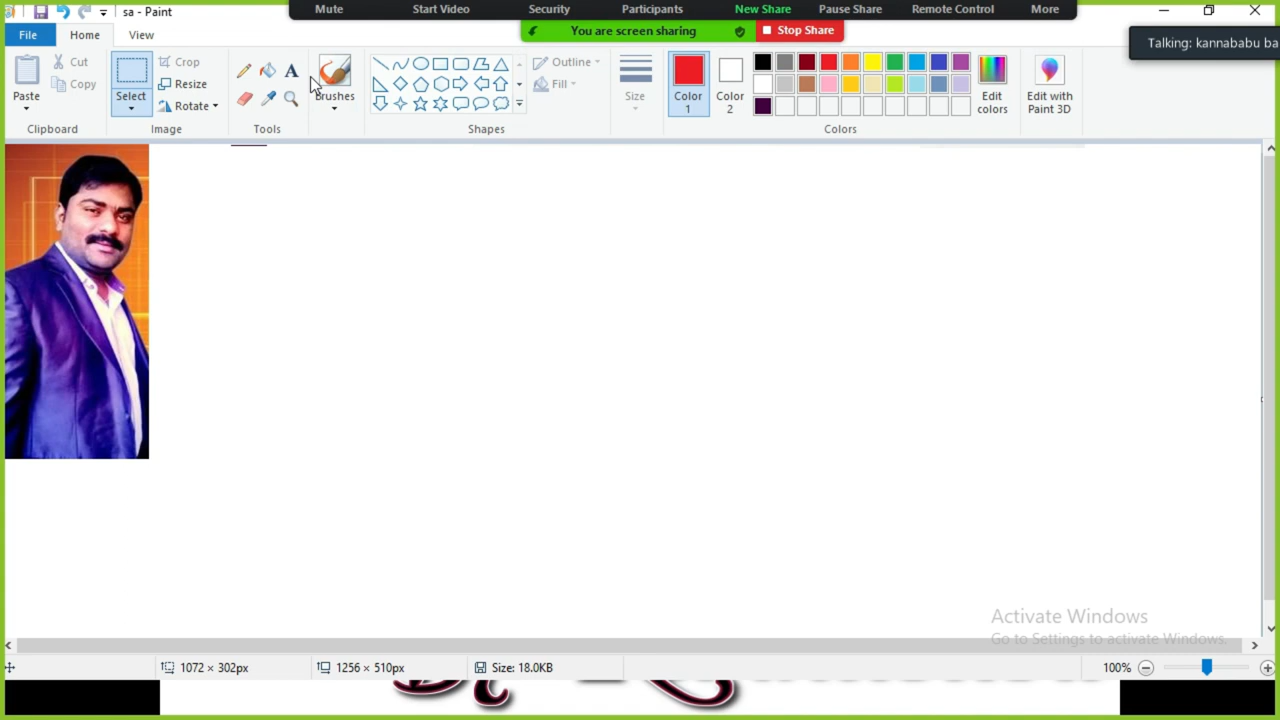 sa - Paint
Mute Start Video Security Participants New Share Pause Share Remote Control More
You are screen sharing Stop Share
Talking: kannababu ba
File Home View
Paste Cut Copy Select Crop Resize Rotate A Brushes Outline Fill Size Color 1 Color 2 Edit colors Edit with Paint 3D
Clipboard Image Tools Shapes Colors
Activate Windows
Go to Settings to activate Windows.
1072 × 302px 1256 × 510px Size: 18.0KB 100%